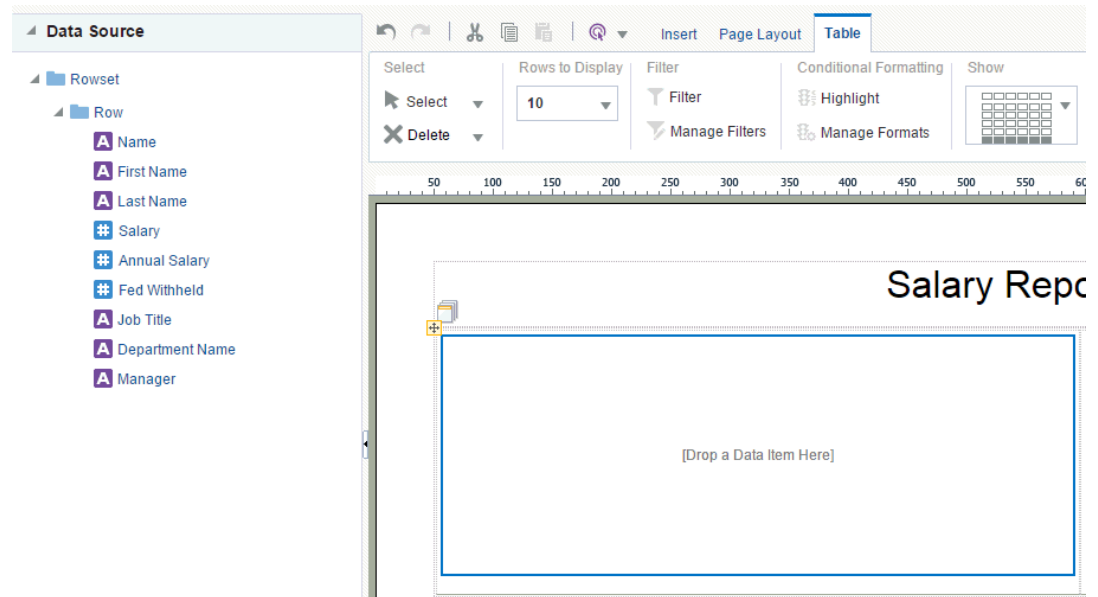 Data Source
Rowset
Row
A Name
A First Name
A Last Name
# Salary
# Annual Salary
# Fed Withheld
A Job Title
A Department Name
A Manager
Insert Page Layout Table
Select Rows to Display Filter Conditional Formatting Show
Select 10 Filter Highlight
Delete Manage Filters Manage Formats
50 100 150 200 250 300 350 400 450 500 550 60
Salary Repo
[Drop a Data Item Here]